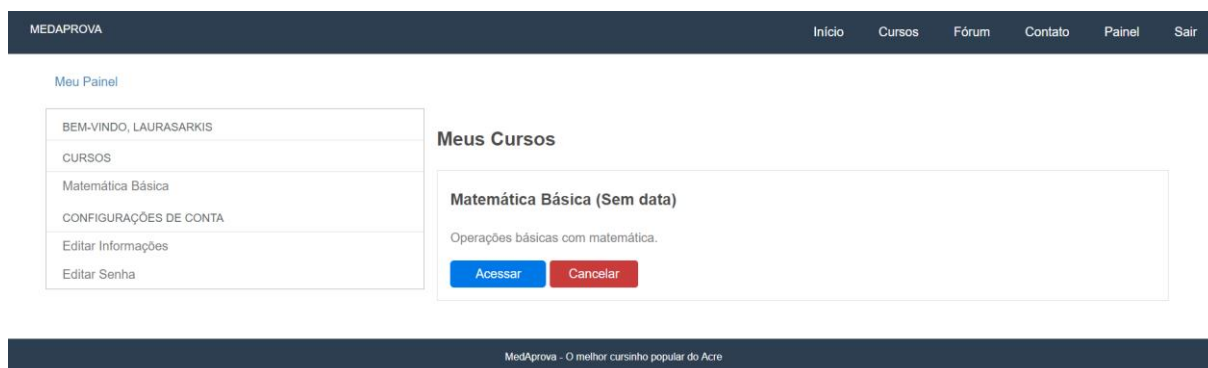 MEDAPROVA
Início Cursos Fórum Contato Painel Sair
Meu Painel
BEM-VINDO, LAURASARKIS
CURSOS
Matemática Básica
CONFIGURAÇÕES DE CONTA
Editar Informações
Editar Senha
Meus Cursos
Matemática Básica (Sem data)
Operações básicas com matemática.
Acessar Cancelar
MedAprova - O melhor cursinho popular do Acre